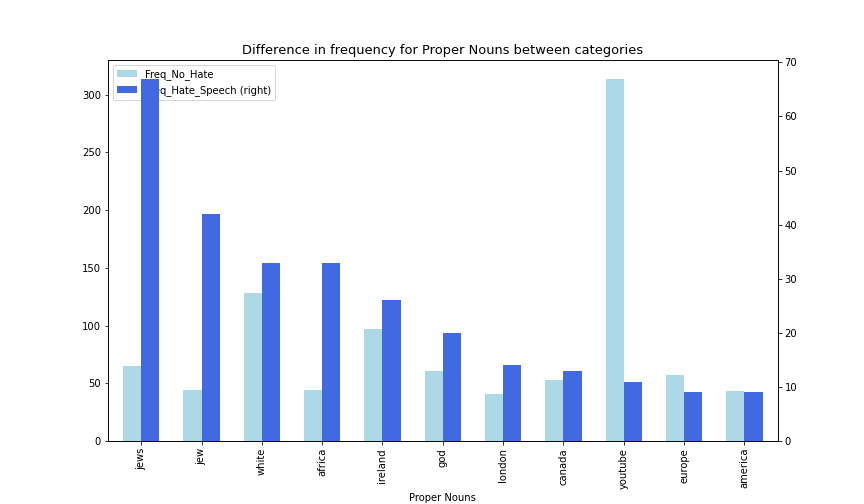 Difference in frequency for Proper Nouns between categories
Freq_No_Hate
Freq_Hate_Speech (right)
300
250
200
150
100
50
0
70
60
50
40
30
20
10
0
jews
jew
white
africa
ireland
god
london
canada
youtube
europe
america
Proper Nouns